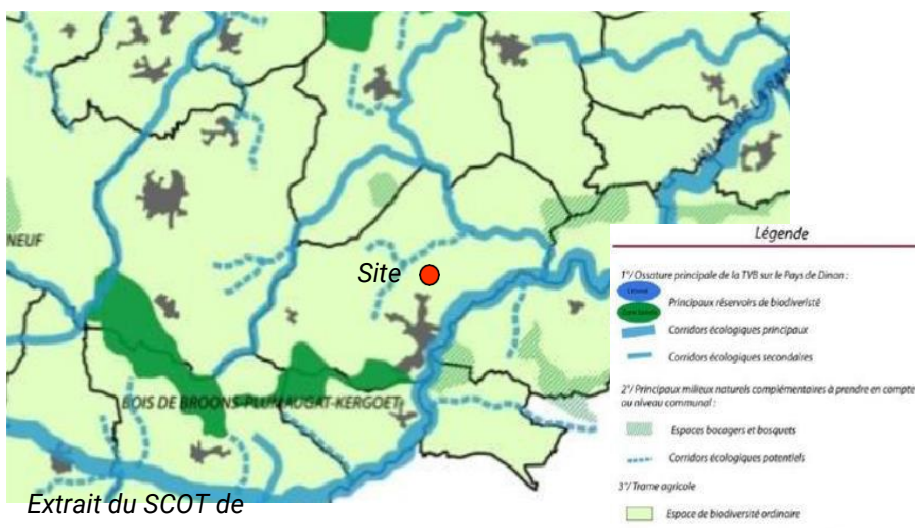 NEUF
Site
BOIS DE BROONS-PLUMAUGAT-KERGOET
Extrait du SCOT de
Légende
1°/ Ossature principale de la TVB sur le Pays de Dinan :
Principaux réservoirs de biodiveristé
Corridors écologiques principaux
Corridors écologiques secondaires
2°/ Principaux milieux naturels complémentaires à prendre en compte
au niveau communal :
Espaces bocagers et bosquets
Corridors écologiques potentiels
3°/ Trame agricole
Espace de biodiversité ordinaire